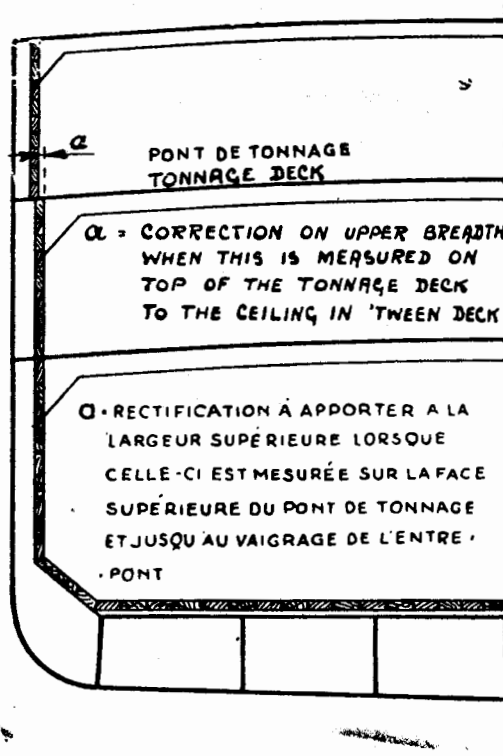 a
PONT DE TONNAGE
TONNAGE DECK
a = CORRECTION ON UPPER BREADTH
WHEN THIS IS MEASURED ON
TOP OF THE TONNAGE DECK
TO THE CEILING IN 'TWEEN DECK
a · RECTIFICATION À APPORTER A LA
LARGEUR SUPÉRIEURE LORSQUE
CELLE-CI EST MESURÉE SUR LA FACE
SUPÉRIEURE DU PONT DE TONNAGE
ET JUSQU'AU VAIGRAGE DE L'ENTRE ·
· PONT